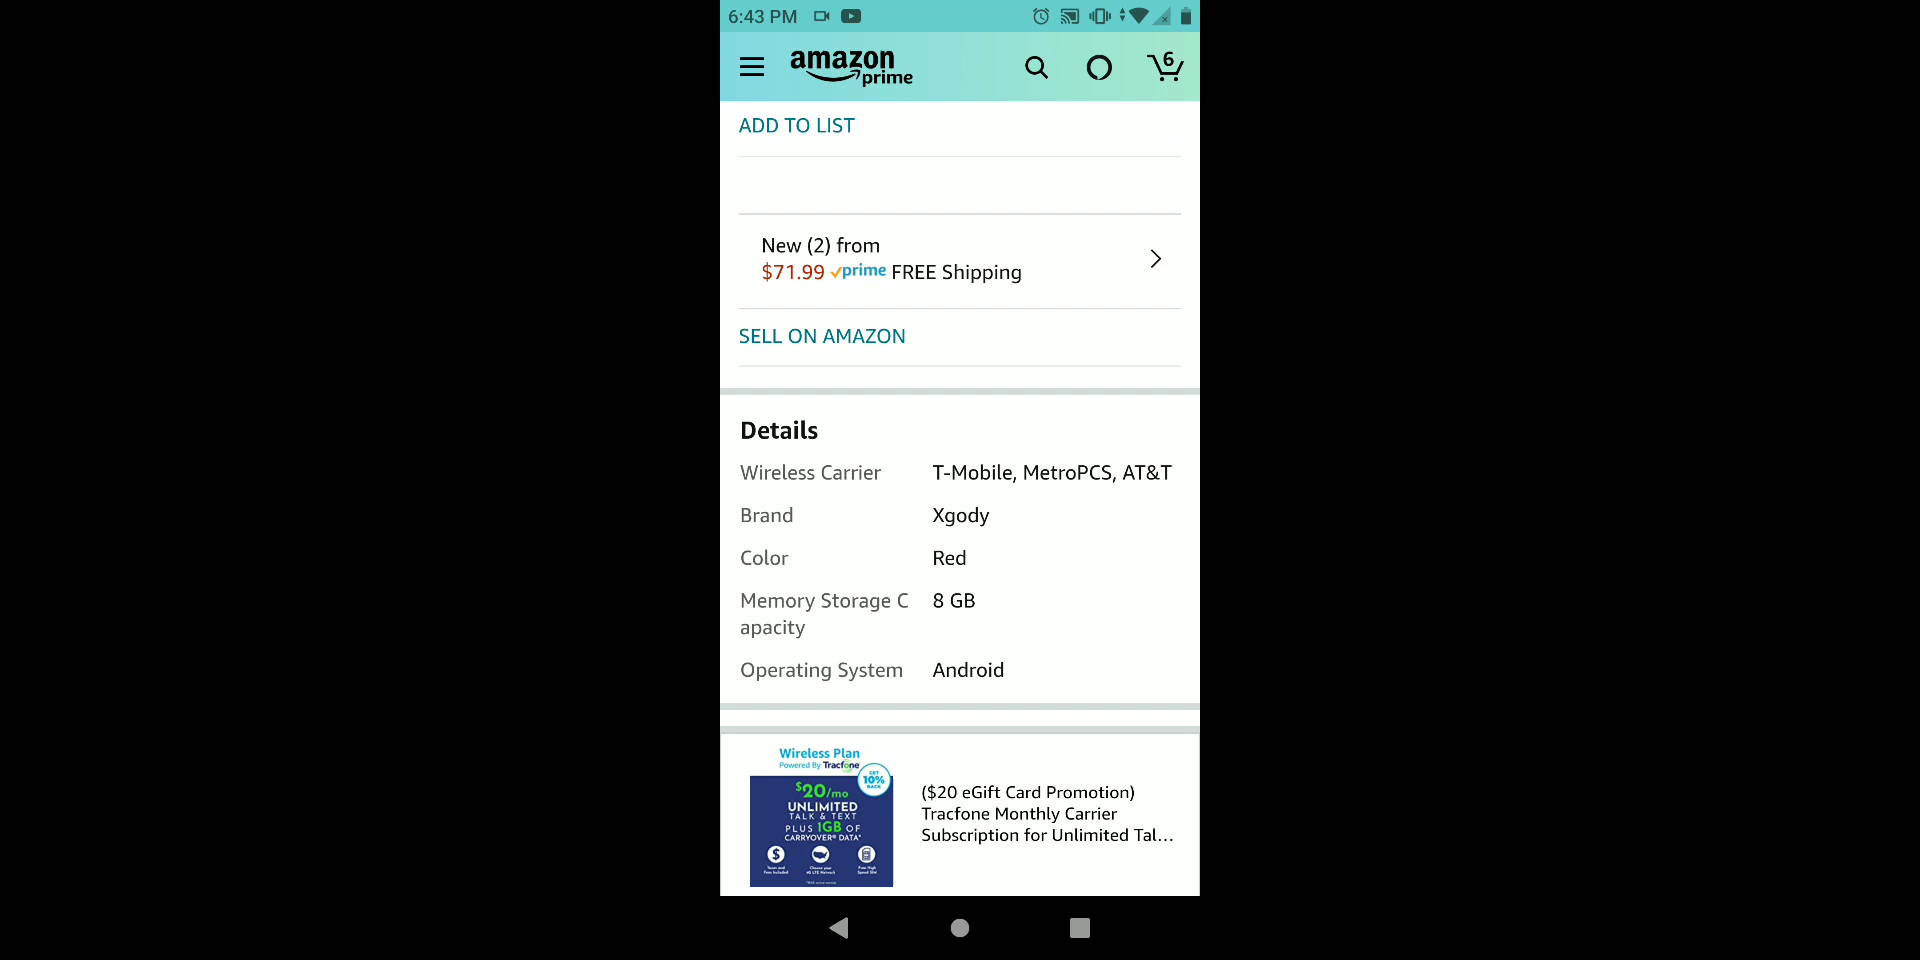 6:43 PM
amazon
prime
6
ADD TO LIST
New (2) from
$71.99 prime FREE Shipping
SELL ON AMAZON
Details
Wireless Carrier T-Mobile, MetroPCS, AT&T
Brand Xgody
Color Red
Memory Storage C 8 GB
apacity
Operating System Android
Wireless Plan
Powered By Tracfone
GET
10%
BACK
$20/mo
UNLIMITED
TALK & TEXT
PLUS 1GB OF
CARRYOVER® DATA*
($20 eGift Card Promotion)
Tracfone Monthly Carrier
Subscription for Unlimited Tal...